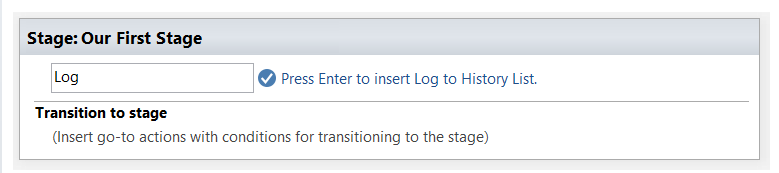 Stage: Our First Stage
Log Press Enter to insert Log to History List.
Transition to stage
(Insert go-to actions with conditions for transitioning to the stage)